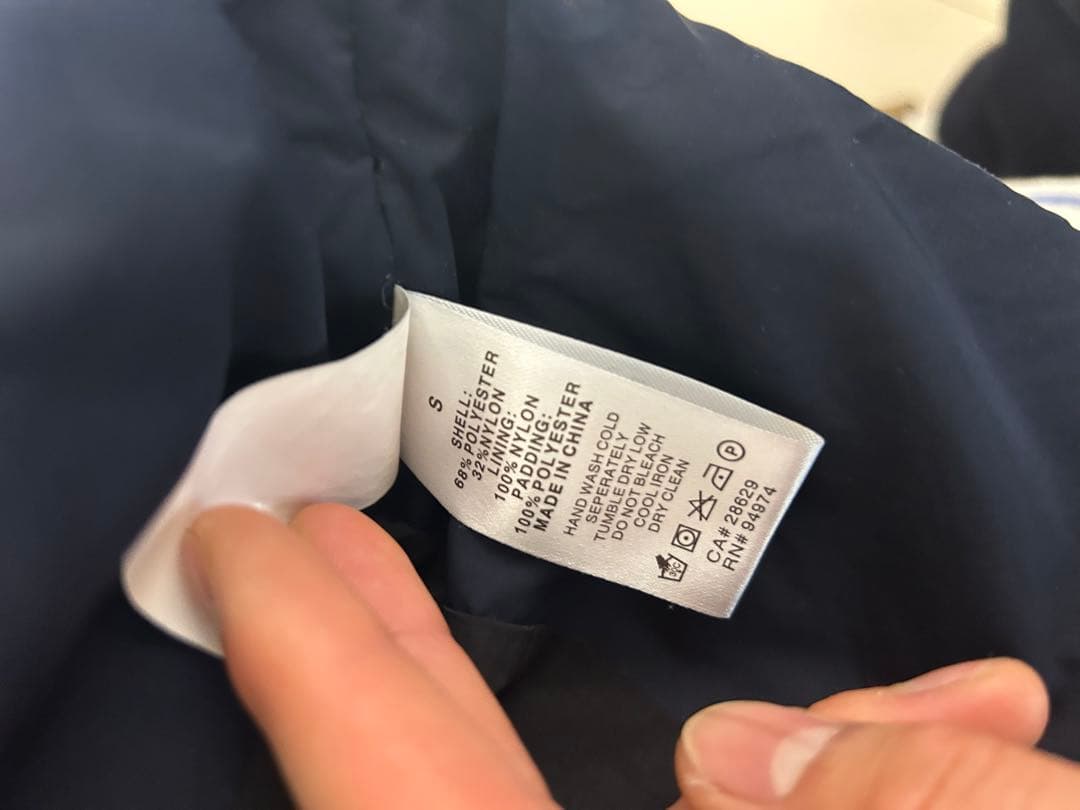 S
SHELL:
68% POLYESTER
32%NYLON
LINING:
100% NYLON
PADDING:
100% POLYESTER
MADE IN CHINA
HAND WASH COLD
SEPERATELY
TUMBLE DRY LOW
DO NOT BLEACH
COOL IRON
DRY CLEAN
30C
P
CA# 28629
RN# 94974